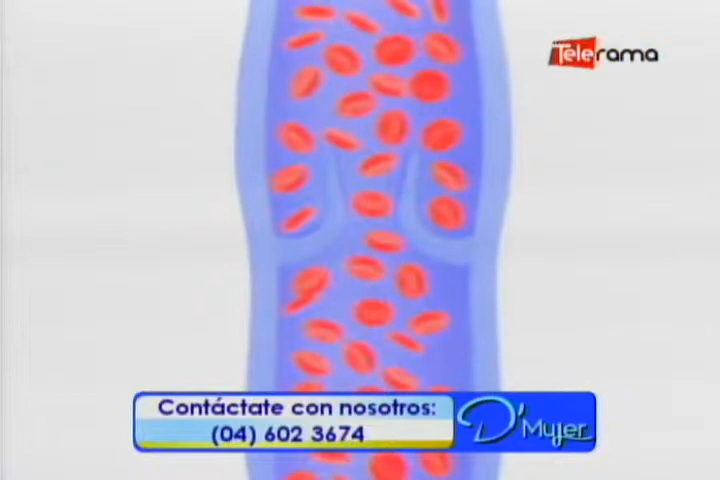 Telerama
Contáctate con nosotros:
(04) 602 3674
D'Mujer